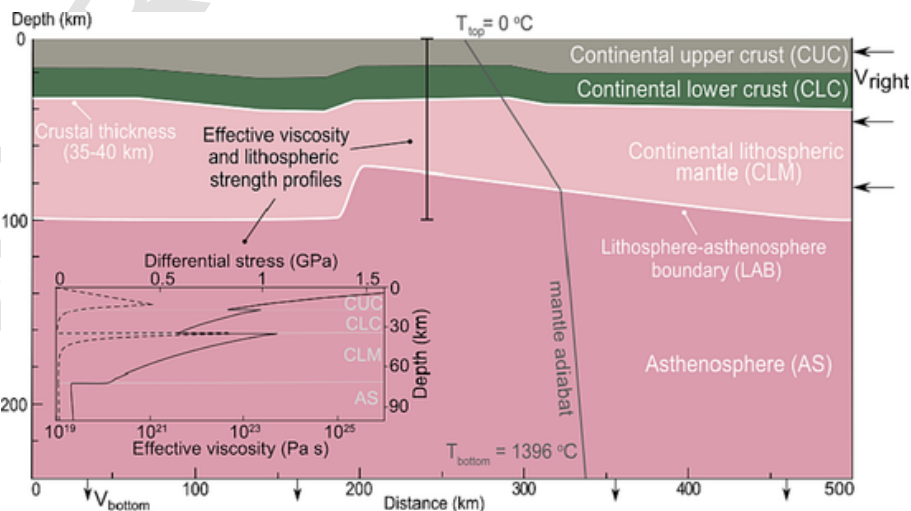 Depth (km)
T_top = 0 °C
0
Continental upper crust (CUC)
V_right
Continental lower crust (CLC)
Crustal thickness
(35-40 km)
Effective viscosity
and lithospheric
strength profiles
Continental lithospheric
mantle (CLM)
100
Lithosphere-asthenosphere
boundary (LAB)
Differential stress (GPa)
0 0.5 1 1.5
0
CUC
CLC
30
CLM
60
Depth (km)
AS
90
mantle adiabat
Asthenosphere (AS)
200
10^19 10^21 10^23 10^25
Effective viscosity (Pa s)
T_bottom = 1396 °C
0 100 200 300 400 500
V_bottom
Distance (km)